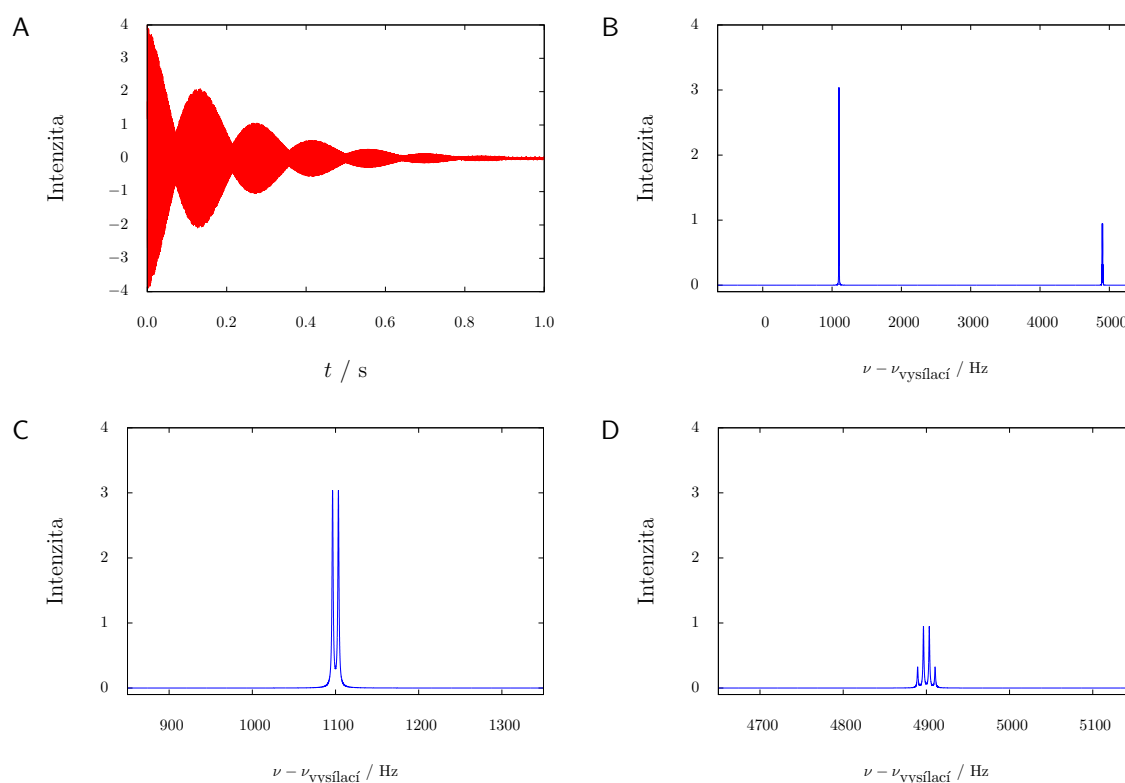 A
Intenzita
4
3
2
1
0
−1
−2
−3
−4
0.0 0.2 0.4 0.6 0.8 1.0
t / s
B
Intenzita
4
3
2
1
0
0 1000 2000 3000 4000 5000
ν − νvysílací / Hz
C
Intenzita
4
3
2
1
0
900 1000 1100 1200 1300
ν − νvysílací / Hz
D
Intenzita
4
3
2
1
0
4700 4800 4900 5000 5100
ν − νvysílací / Hz